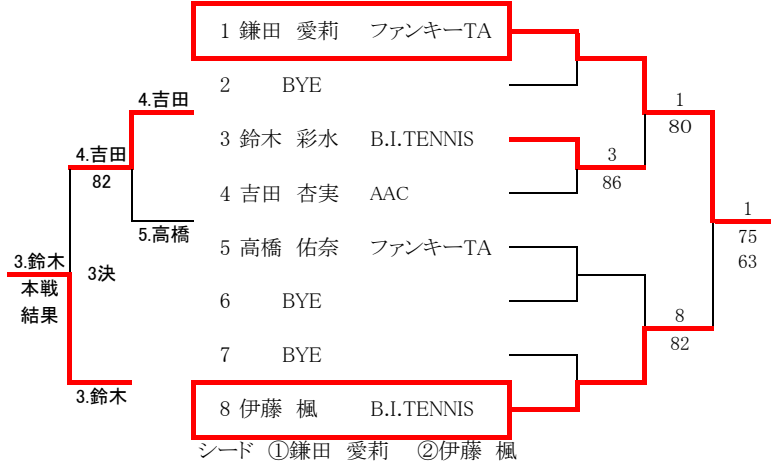 1 鎌田 愛莉 ファンキーTA
2 BYE
3 鈴木 彩水 B.I.TENNIS
4 吉田 杏実 AAC
5 高橋 佑奈 ファンキーTA
6 BYE
7 BYE
8 伊藤 楓 B.I.TENNIS
シード ①鎌田 愛莉 ②伊藤 楓
4.吉田
4.吉田
82
5.高橋
3.鈴木
3決
本戦
結果
3.鈴木
3
86
1
80
8
82
1
75
63